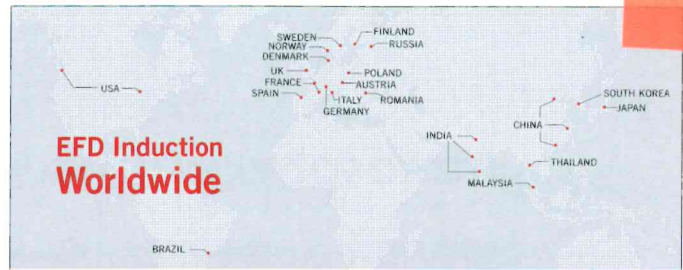 SWEDEN
FINLAND
NORWAY
RUSSIA
DENMARK
UK
POLAND
USA
FRANCE
AUSTRIA
SPAIN
ITALY
ROMANIA
GERMANY
SOUTH KOREA
JAPAN
CHINA
INDIA
EFD Induction
Worldwide
THAILAND
MALAYSIA
BRAZIL